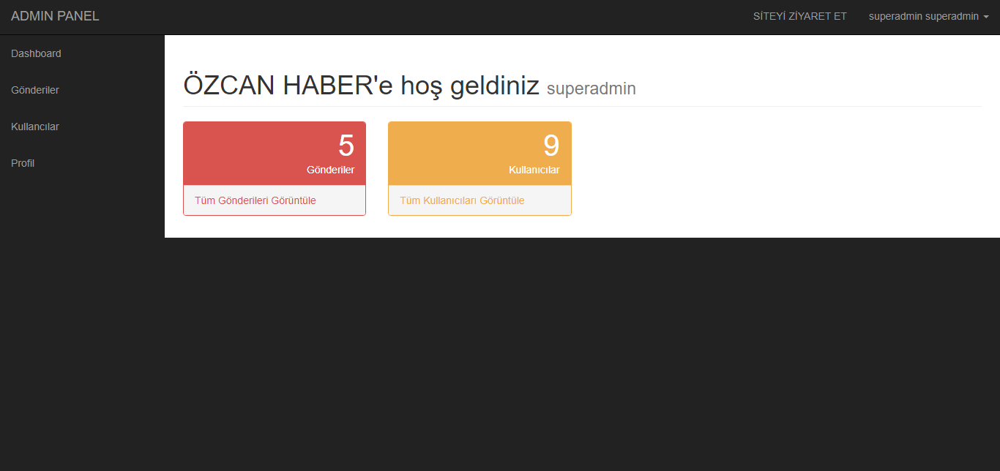 ADMIN PANEL
SİTEYİ ZİYARET ET
superadmin superadmin
Dashboard
Gönderiler
Kullancılar
Profil
ÖZCAN HABER'e hoş geldiniz superadmin
5
Gönderiler
Tüm Gönderileri Görüntüle
9
Kullanıcılar
Tüm Kullanıcıları Görüntüle